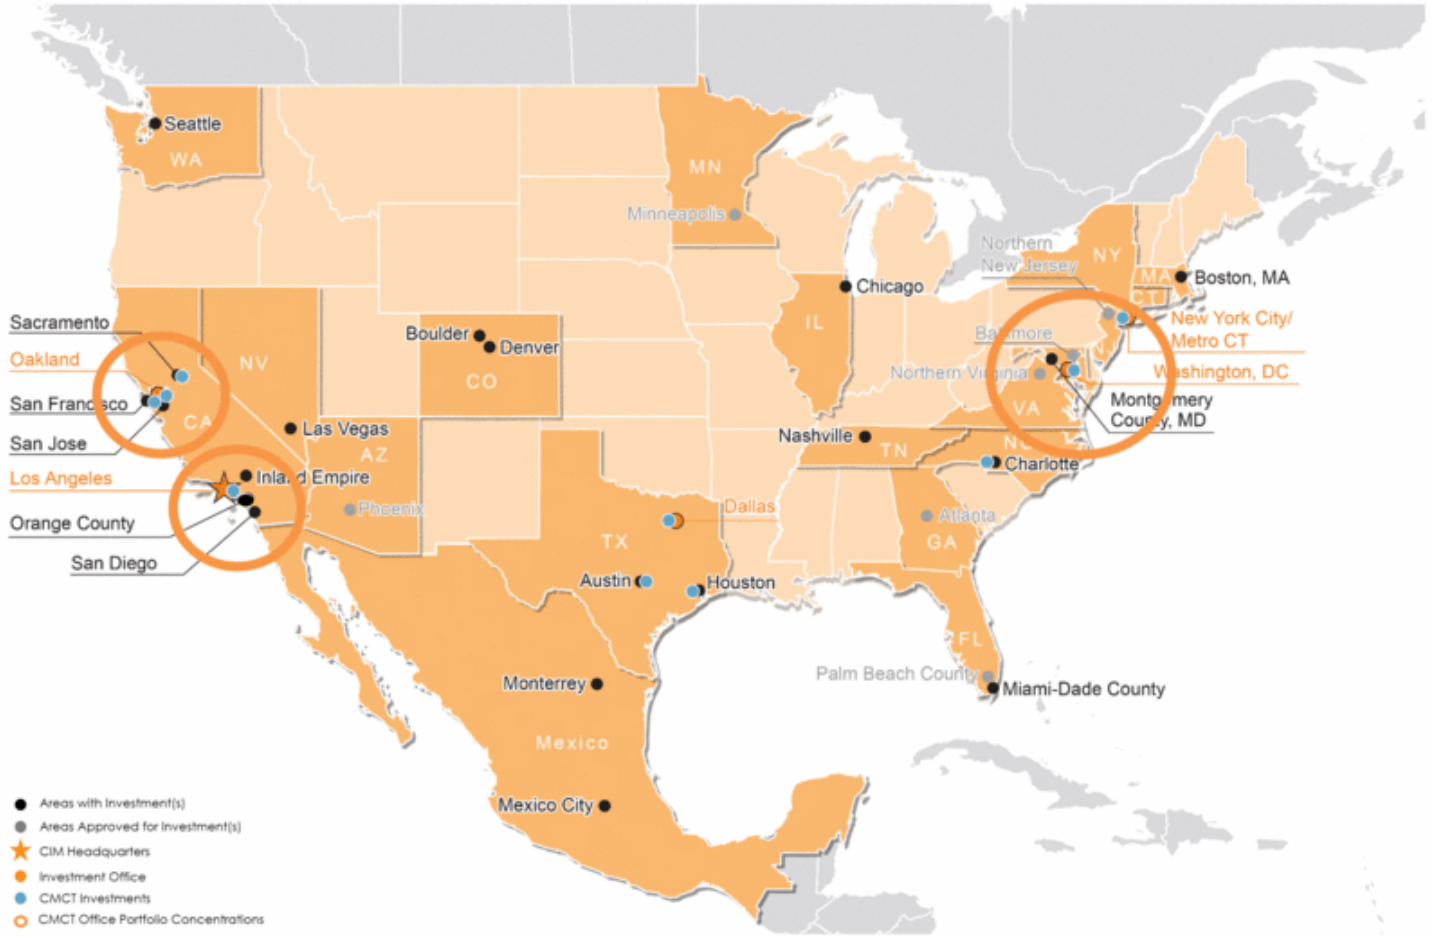 Seattle
WA
MN
Minneapolis
Northern
New Jersey
NY
MA
Boston, MA
CT
Chicago
Sacramento
Oakland
San Francisco
San Jose
Los Angeles
Orange County
San Diego
Inland Empire
CA
NV
Las Vegas
AZ
Phoenix
Boulder
Denver
CO
IL
Baltimore
New York City/
Metro CT
Northern Virginia
Washington, DC
VA
Montgomery
County, MD
Nashville
TN
NC
Charlotte
Dallas
TX
Austin
Houston
Atlanta
GA
FL
Palm Beach County
Miami-Dade County
Monterrey
Mexico
Mexico City
Areas with Investment(s)
Areas Approved for Investment(s)
CIM Headquarters
Investment Office
CMCT Investments
CMCT Office Portfolio Concentrations